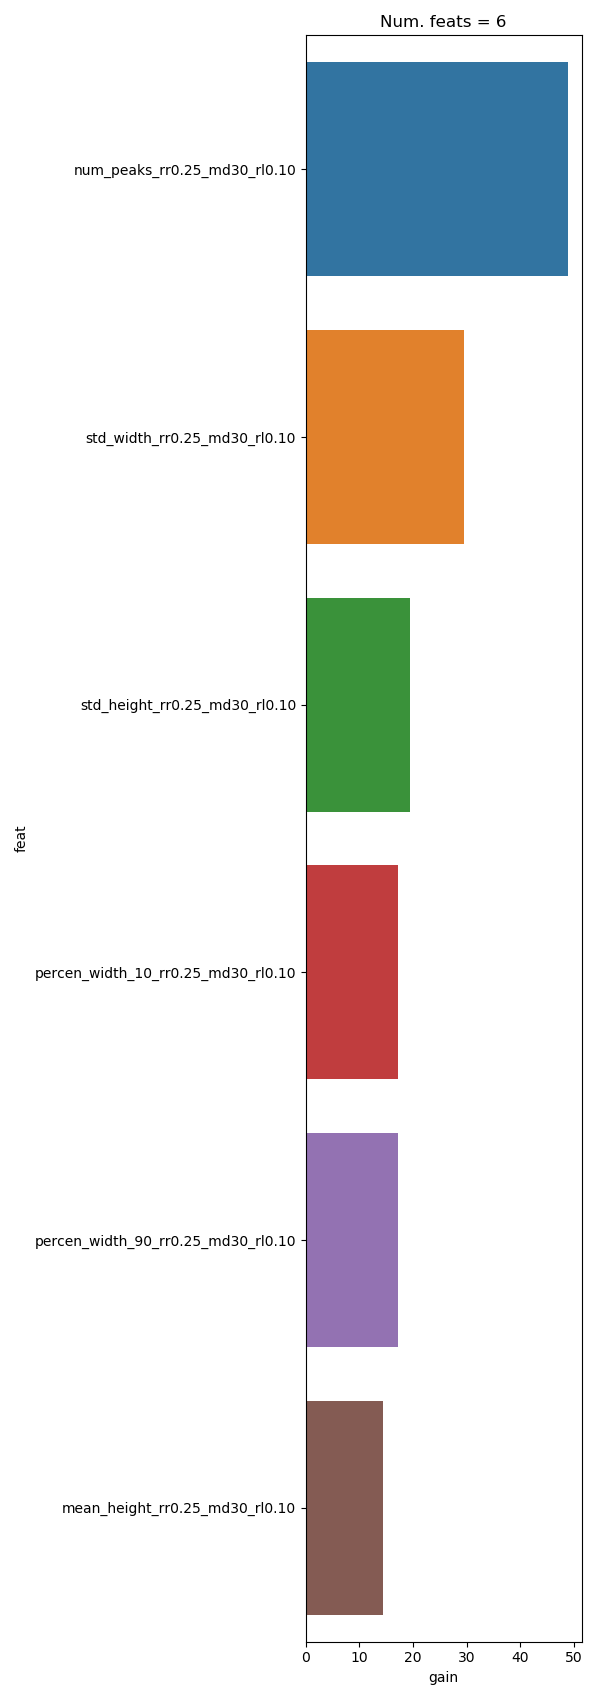 Num. feats = 6
num_peaks_rr0.25_md30_rl0.10
std_width_rr0.25_md30_rl0.10
std_height_rr0.25_md30_rl0.10
feat
percen_width_10_rr0.25_md30_rl0.10
percen_width_90_rr0.25_md30_rl0.10
mean_height_rr0.25_md30_rl0.10
0 10 20 30 40 50
gain